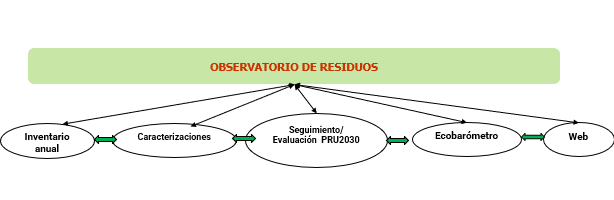 OBSERVATORIO DE RESIDUOS
Inventario
anual
Caracterizaciones
Seguimiento/
Evaluación PRU2030
Ecobarómetro
Web